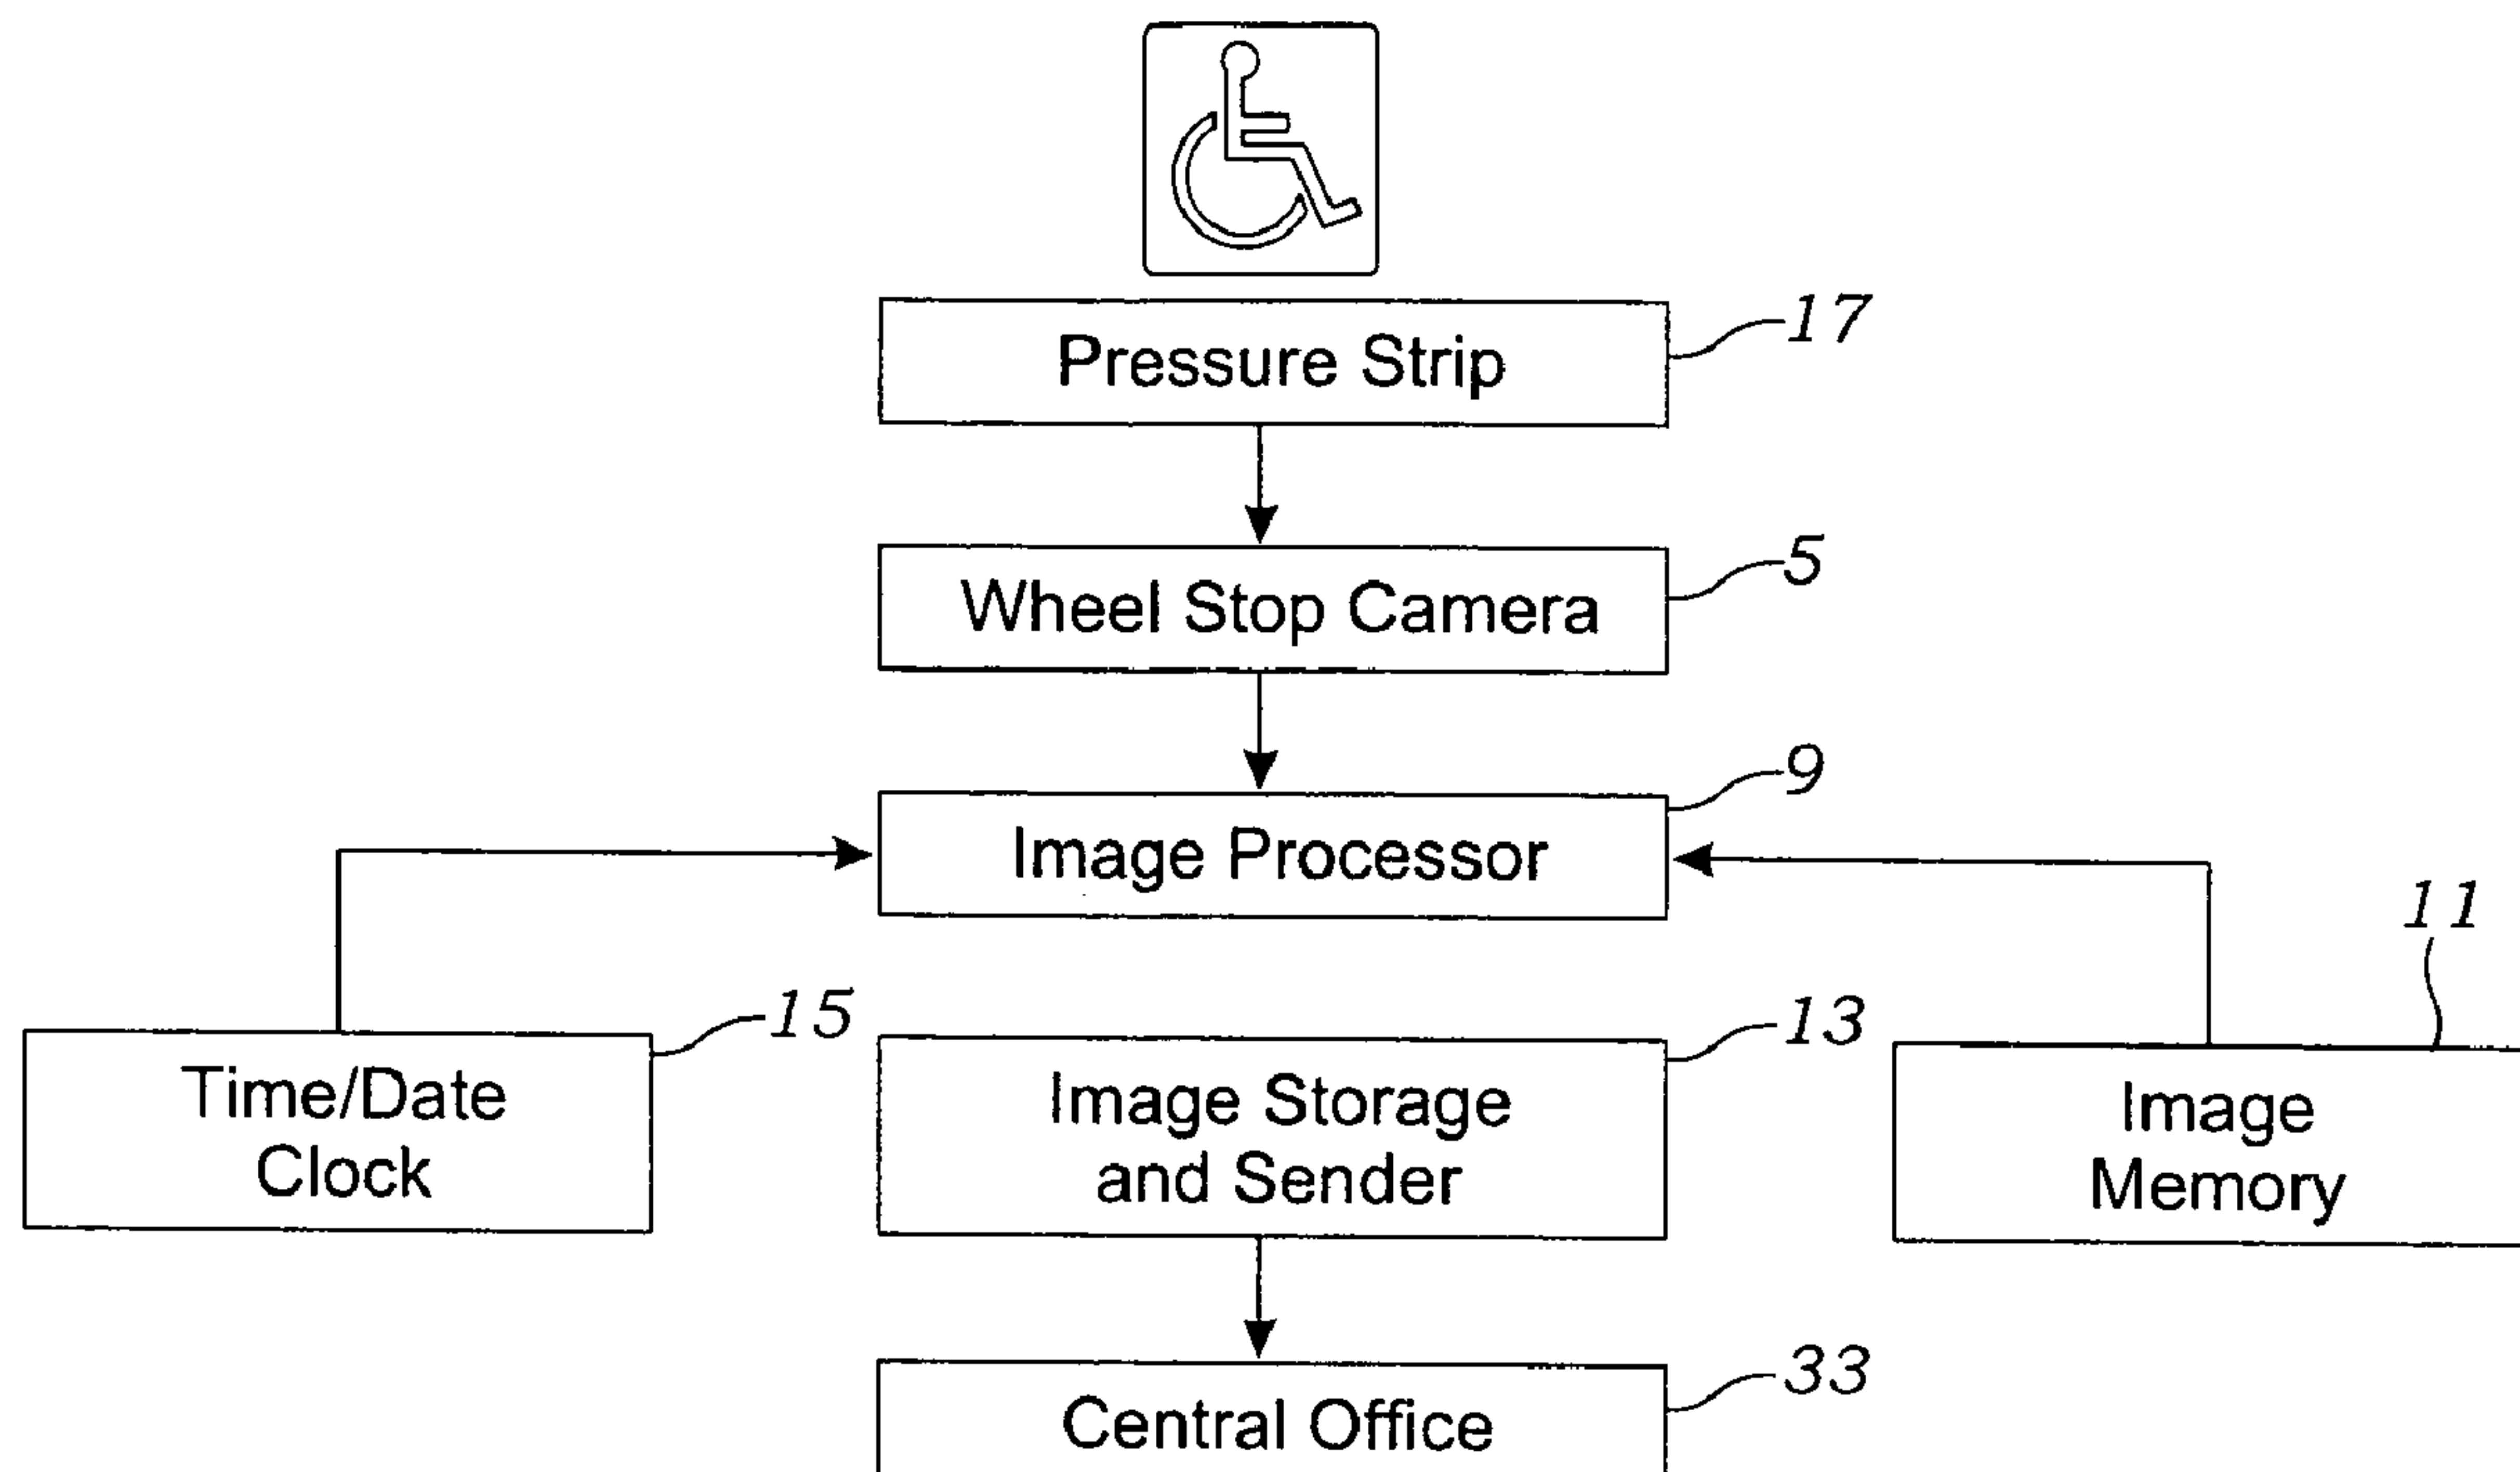 Pressure Strip
17
Wheel Stop Camera
5
Image Processor
9
11
Time/Date
Clock
15
Image Storage
and Sender
13
Image
Memory
Central Office
33